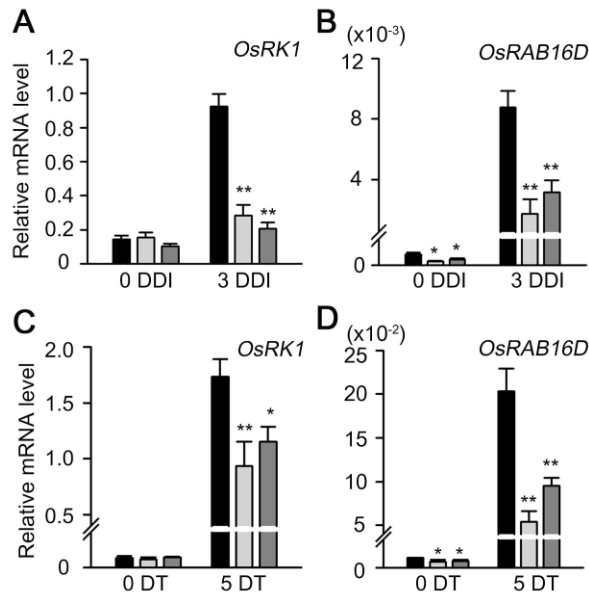 A
OsRK1
Relative mRNA level
1.2
1.0
0.8
0.6
0.4
0.2
0
**
**
0 DDI
3 DDI
B
(x10⁻³)
OsRAB16D
12
8
4
0
*
*
**
**
0 DDI
3 DDI
C
OsRK1
Relative mRNA level
2.0
1.5
1.0
0.5
0
**
*
0 DT
5 DT
D
(x10⁻²)
OsRAB16D
25
20
15
10
5
0
*
*
**
**
0 DT
5 DT